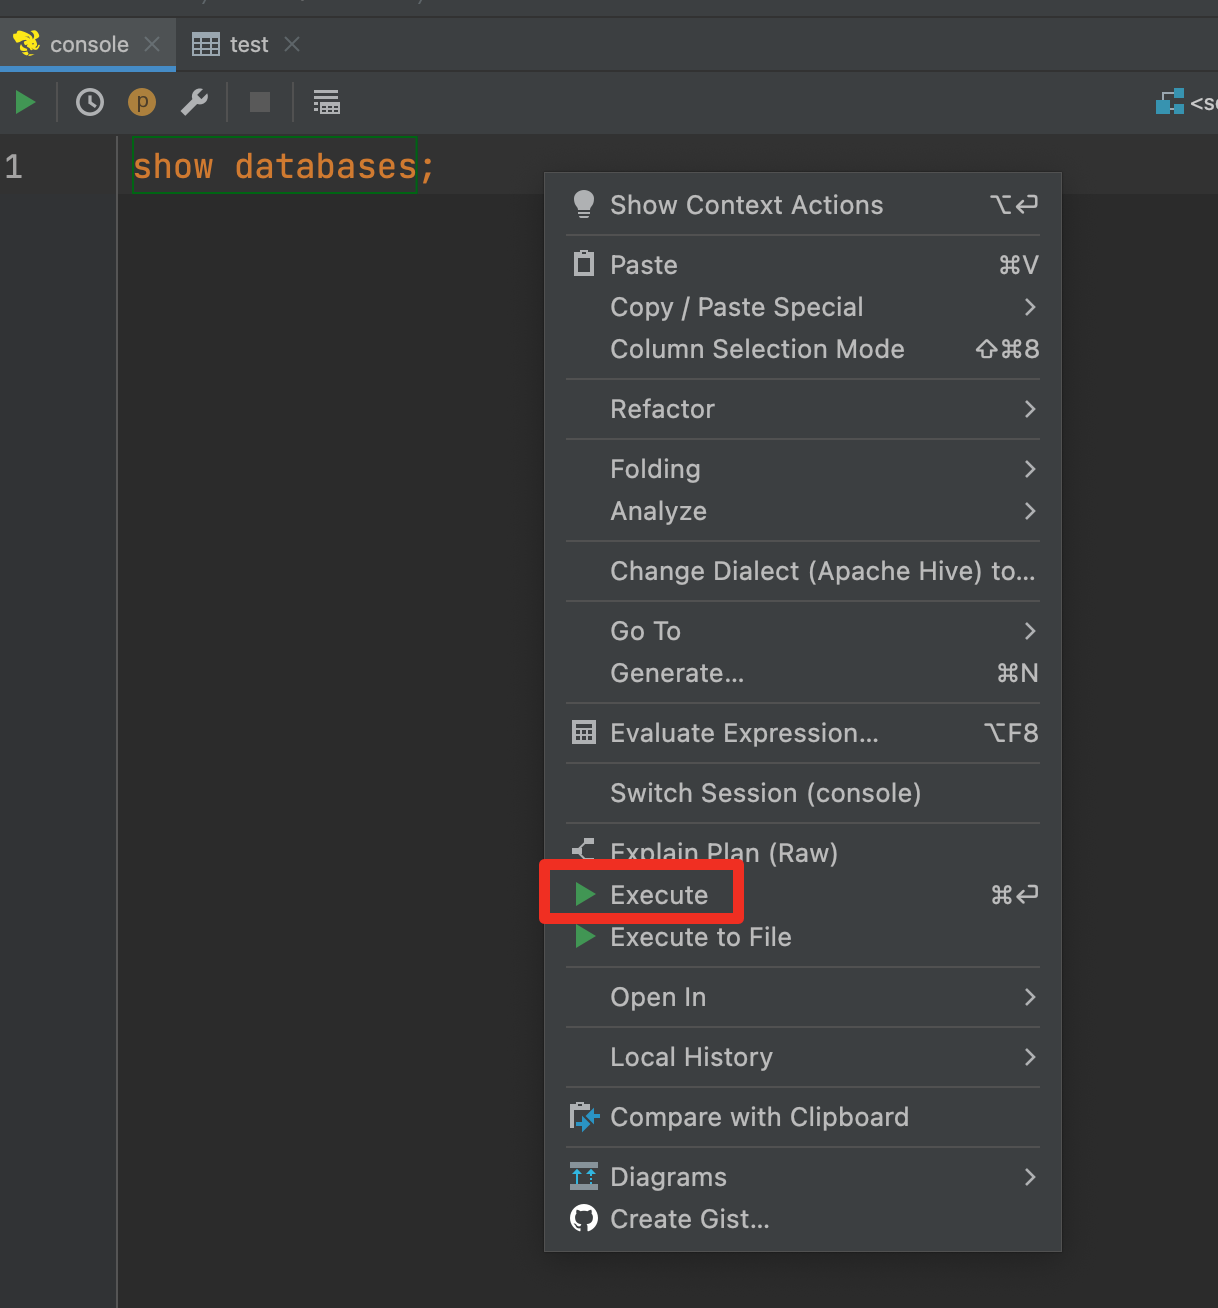 console
test
p
1 show databases;
Show Context Actions ⌥⏎
Paste ⌘V
Copy / Paste Special
Column Selection Mode ⇧⌘8
Refactor
Folding
Analyze
Change Dialect (Apache Hive) to...
Go To
Generate... ⌘N
Evaluate Expression... ⌥F8
Switch Session (console)
Explain Plan (Raw)
Execute ⌘⏎
Execute to File
Open In
Local History
Compare with Clipboard
Diagrams
Create Gist...